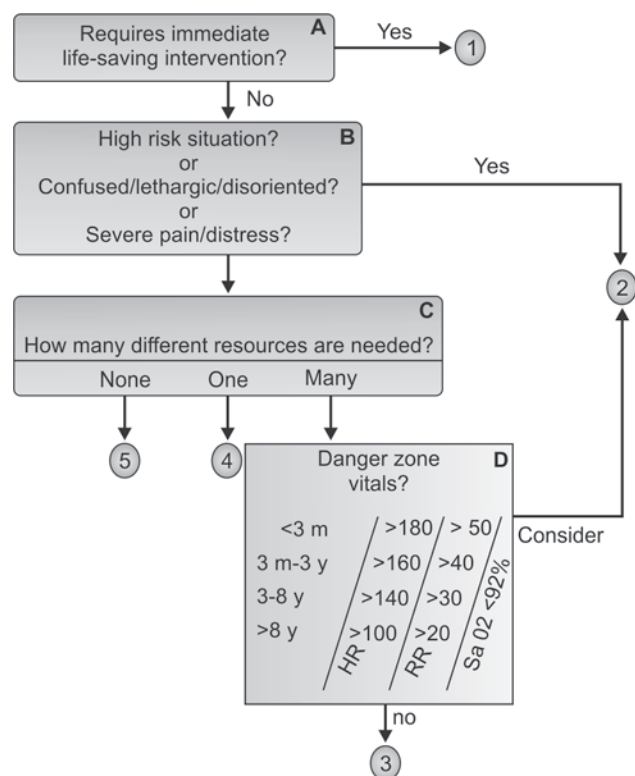 A
Requires immediate
life-saving intervention?
Yes
1
No
B
High risk situation?
or
Confused/lethargic/disoriented?
or
Severe pain/distress?
Yes
2
C
How many different resources are needed?
None One Many
5
4
D
Danger zone
vitals?
<3 m >180 > 50
3 m-3 y >160 >40
3-8 y >140 >30
>8 y >100 >20
HR
RR
Sa 02 <92%
Consider
no
3